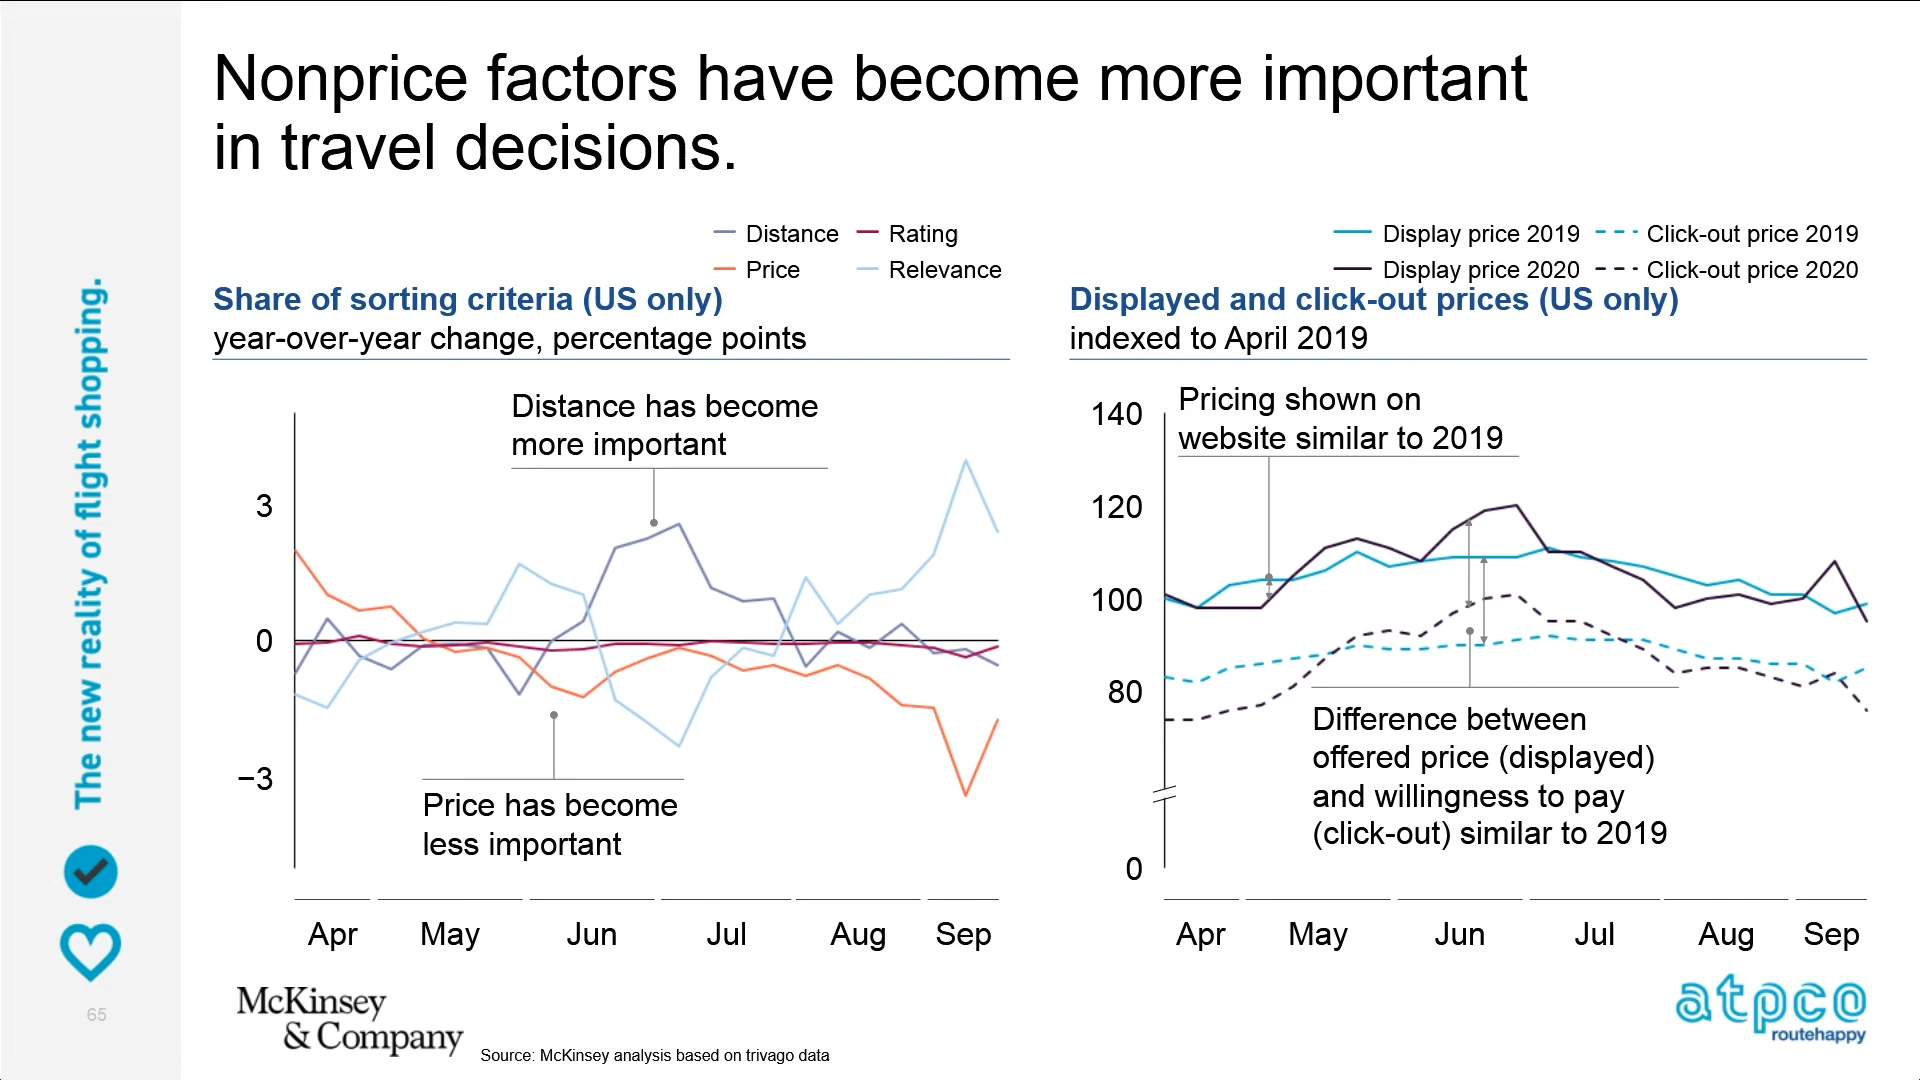 Nonprice factors have become more important
in travel decisions.
The new reality of flight shopping.
65
Distance
Rating
Price
Relevance
Share of sorting criteria (US only)
year-over-year change, percentage points
Distance has become
more important
3
0
−3
Price has become
less important
Apr May Jun Jul Aug Sep
Display price 2019
Click-out price 2019
Display price 2020
Click-out price 2020
Displayed and click-out prices (US only)
indexed to April 2019
140
120
100
80
0
Pricing shown on
website similar to 2019
Difference between
offered price (displayed)
and willingness to pay
(click-out) similar to 2019
Apr May Jun Jul Aug Sep
McKinsey
& Company
Source: McKinsey analysis based on trivago data
atpco
routehappy